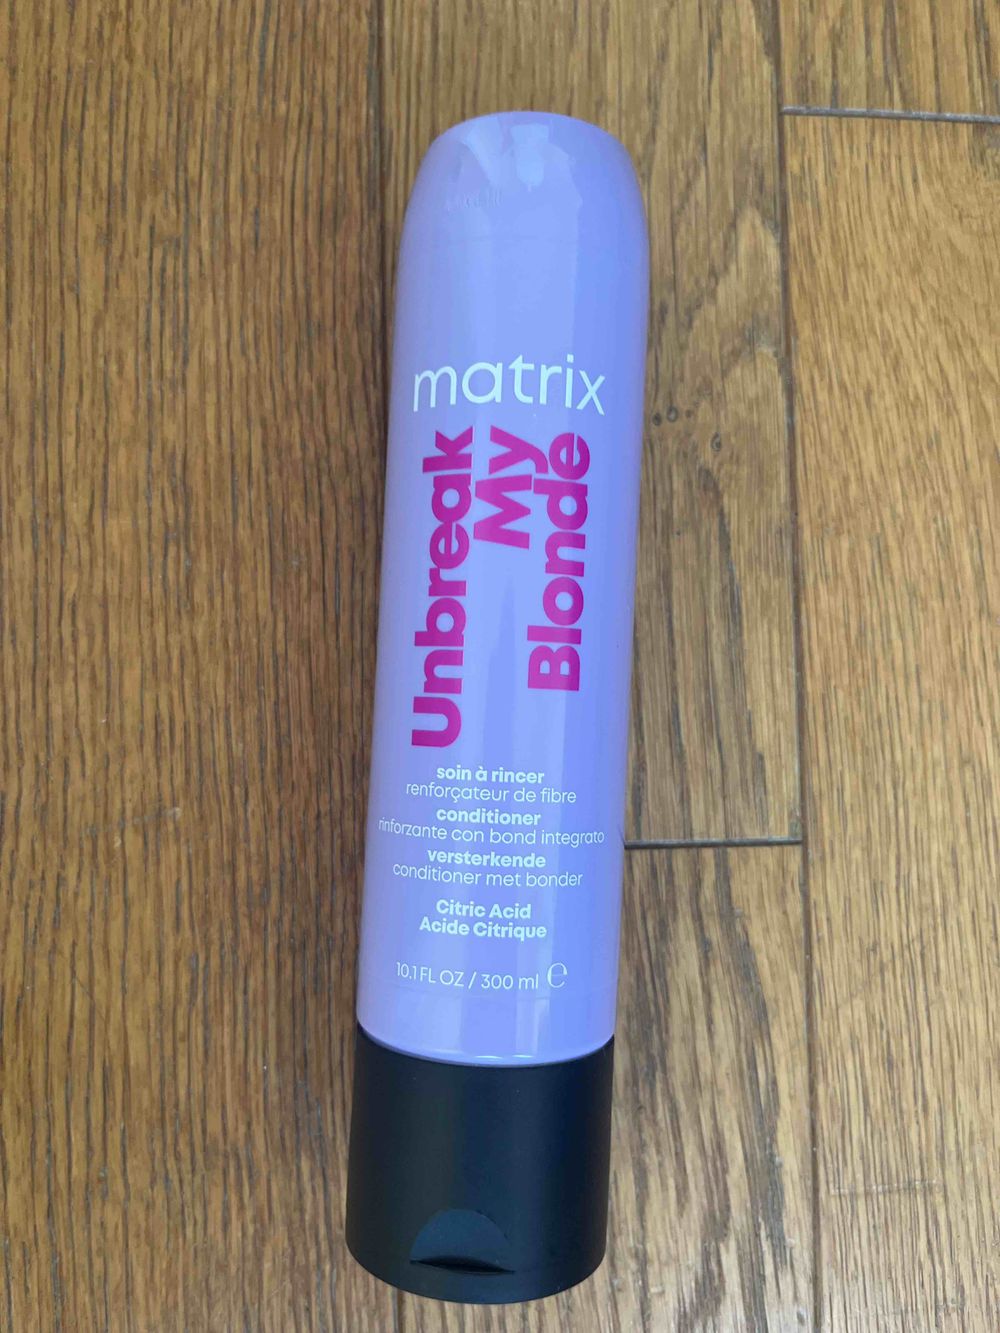 matrix
Unbreak
My
Blonde
soin à rincer
renforçateur de fibre
conditioner
rinforzante con bond integrato
versterkende
conditioner met bonder
Citric Acid
Acide Citrique
10.1 FL OZ / 300 ml ℮